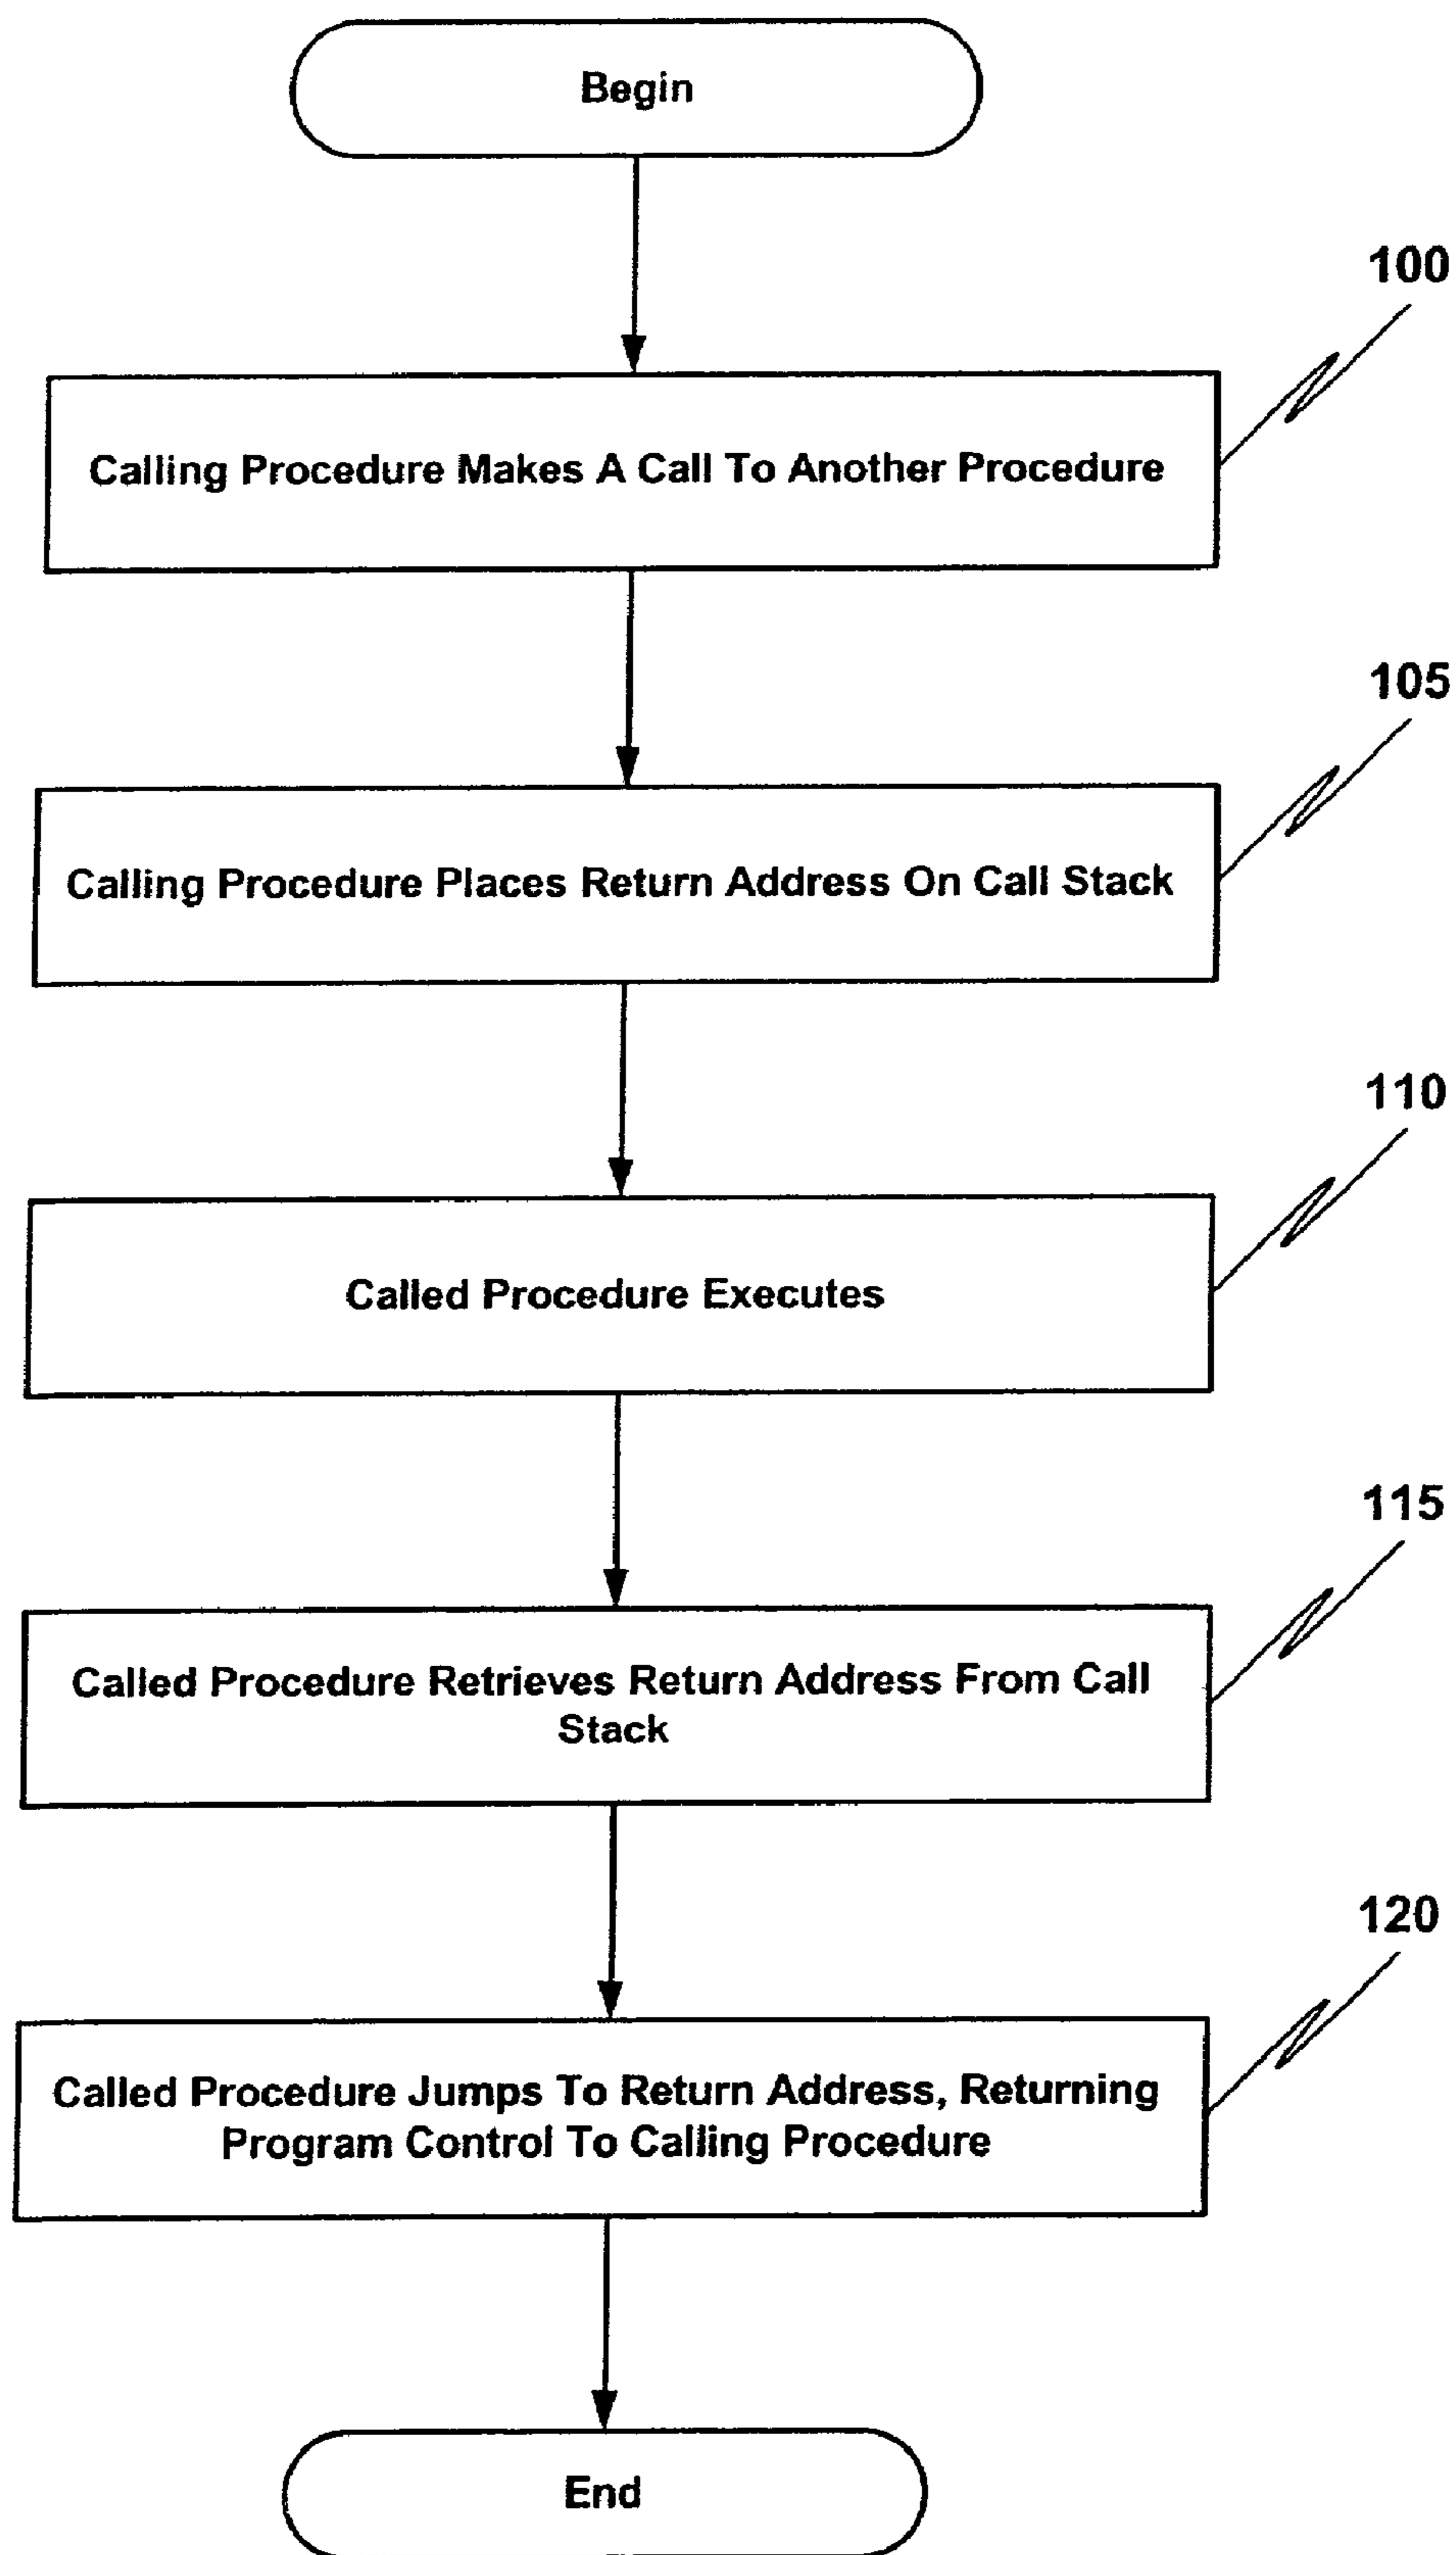 Begin
100
Calling Procedure Makes A Call To Another Procedure
105
Calling Procedure Places Return Address On Call Stack
110
Called Procedure Executes
115
Called Procedure Retrieves Return Address From Call
Stack
120
Called Procedure Jumps To Return Address, Returning
Program Control To Calling Procedure
End